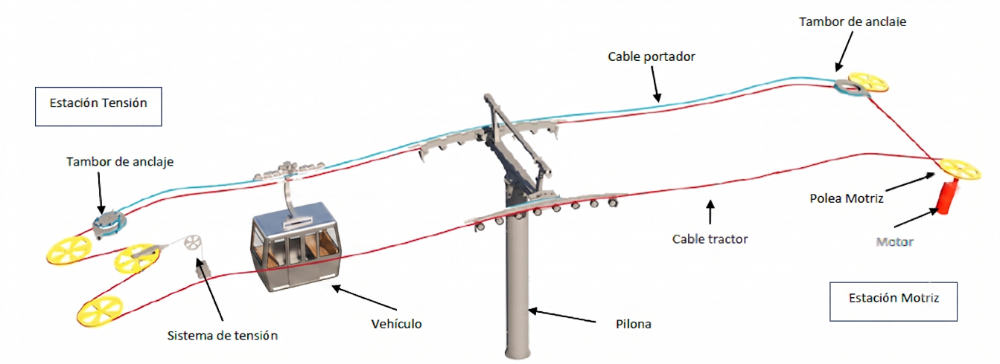 Tambor de anclaie
Cable portador
Estación Tensión
Tambor de anclaje
Polea Motriz
Cable tractor
Motor
Estación Motriz
Vehículo
Pilona
Sistema de tensión